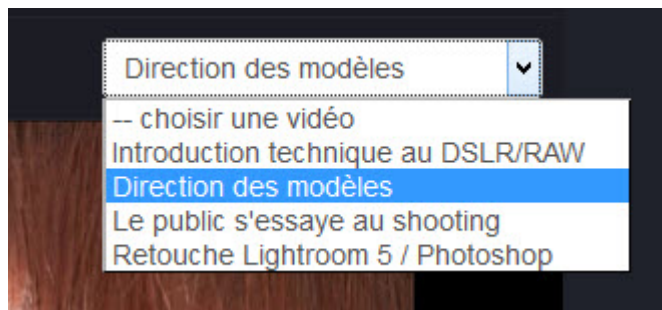 Direction des modèles
-- choisir une vidéo
Introduction technique au DSLR/RAW
Direction des modèles
Le public s'essaye au shooting
Retouche Lightroom 5 / Photoshop